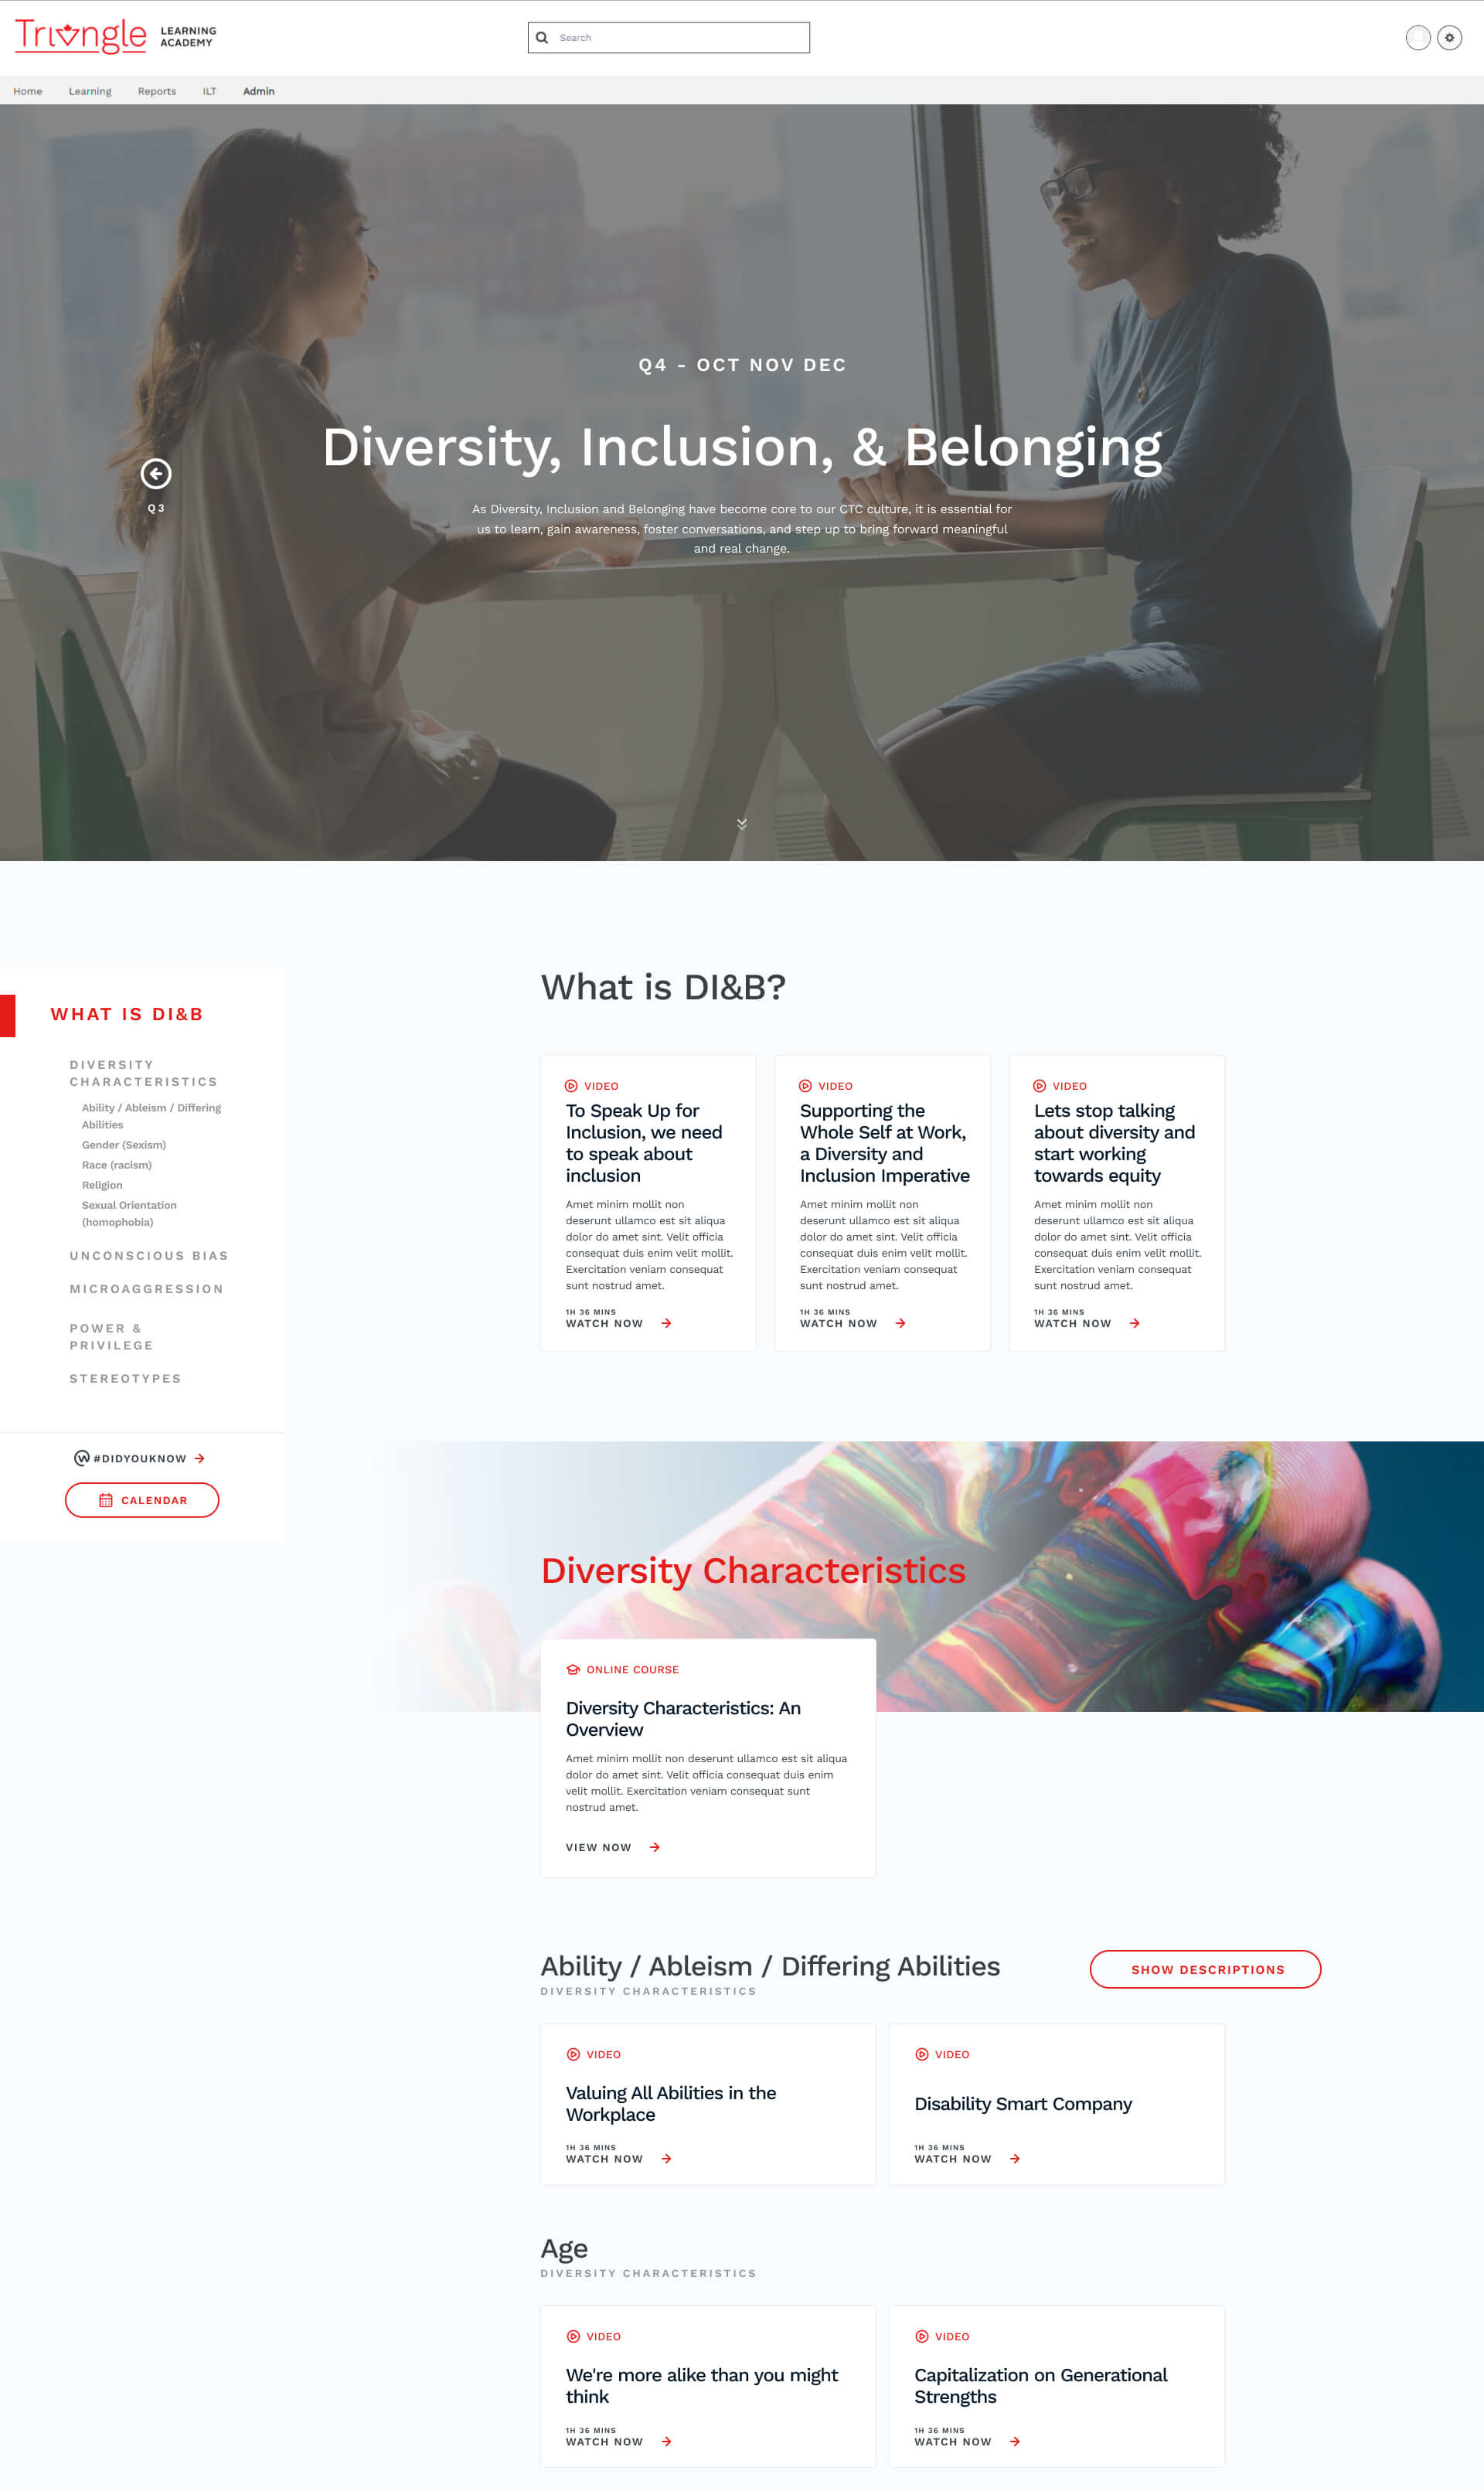 Triangle LEARNING
ACADEMY
Search
Home Learning Reports ILT Admin
Q4 - OCT NOV DEC
Diversity, Inclusion, & Belonging
Q3
As Diversity, Inclusion and Belonging have become core to our CTC culture, it is essential for
us to learn, gain awareness, foster conversations, and step up to bring forward meaningful
and real change.
WHAT IS DI&B
DIVERSITY
CHARACTERISTICS
Ability / Ableism / Differing
Abilities
Gender (Sexism)
Race (racism)
Religion
Sexual Orientation
(homophobia)
UNCONSCIOUS BIAS
MICROAGGRESSION
POWER &
PRIVILEGE
STEREOTYPES
#DIDYOUKNOW
CALENDAR
What is DI&B?
VIDEO
To Speak Up for
Inclusion, we need
to speak about
inclusion
Amet minim mollit non
deserunt ullamco est sit aliqua
dolor do amet sint. Velit officia
consequat duis enim velit mollit.
Exercitation veniam consequat
sunt nostrud amet.
1H 36 MINS
WATCH NOW
VIDEO
Supporting the
Whole Self at Work,
a Diversity and
Inclusion Imperative
Amet minim mollit non
deserunt ullamco est sit aliqua
dolor do amet sint. Velit officia
consequat duis enim velit mollit.
Exercitation veniam consequat
sunt nostrud amet.
1H 36 MINS
WATCH NOW
VIDEO
Lets stop talking
about diversity and
start working
towards equity
Amet minim mollit non
deserunt ullamco est sit aliqua
dolor do amet sint. Velit officia
consequat duis enim velit mollit.
Exercitation veniam consequat
sunt nostrud amet.
1H 36 MINS
WATCH NOW
Diversity Characteristics
ONLINE COURSE
Diversity Characteristics: An
Overview
Amet minim mollit non deserunt ullamco est sit aliqua
dolor do amet sint. Velit officia consequat duis enim
velit mollit. Exercitation veniam consequat sunt
nostrud amet.
VIEW NOW
Ability / Ableism / Differing Abilities
DIVERSITY CHARACTERISTICS
SHOW DESCRIPTIONS
VIDEO
Valuing All Abilities in the
Workplace
1H 36 MINS
WATCH NOW
VIDEO
Disability Smart Company
1H 36 MINS
WATCH NOW
Age
DIVERSITY CHARACTERISTICS
VIDEO
We're more alike than you might
think
1H 36 MINS
WATCH NOW
VIDEO
Capitalization on Generational
Strengths
1H 36 MINS
WATCH NOW